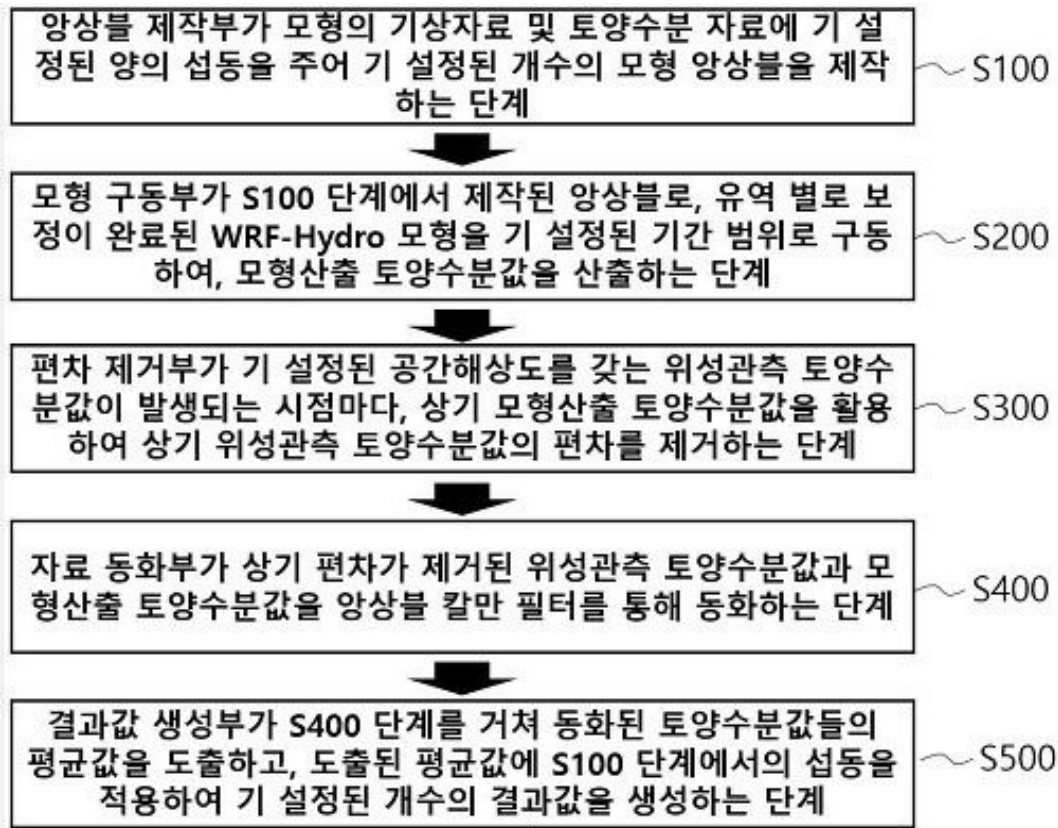 앙상블 제작부가 모형의 기상자료 및 토양수분 자료에 기 설
정된 양의 섭동을 주어 기 설정된 개수의 모형 앙상블을 제작
하는 단계
S100
모형 구동부가 S100 단계에서 제작된 앙상블로, 유역 별로 보
정이 완료된 WRF-Hydro 모형을 기 설정된 기간 범위로 구동
하여, 모형산출 토양수분값을 산출하는 단계
S200
편차 제거부가 기 설정된 공간해상도를 갖는 위성관측 토양수
분값이 발생되는 시점마다, 상기 모형산출 토양수분값을 활용
하여 상기 위성관측 토양수분값의 편차를 제거하는 단계
S300
자료 동화부가 상기 편차가 제거된 위성관측 토양수분값과 모
형산출 토양수분값을 앙상블 칼만 필터를 통해 동화하는 단계
S400
결과값 생성부가 S400 단계를 거쳐 동화된 토양수분값들의
평균값을 도출하고, 도출된 평균값에 S100 단계에서의 섭동을
적용하여 기 설정된 개수의 결과값을 생성하는 단계
S500